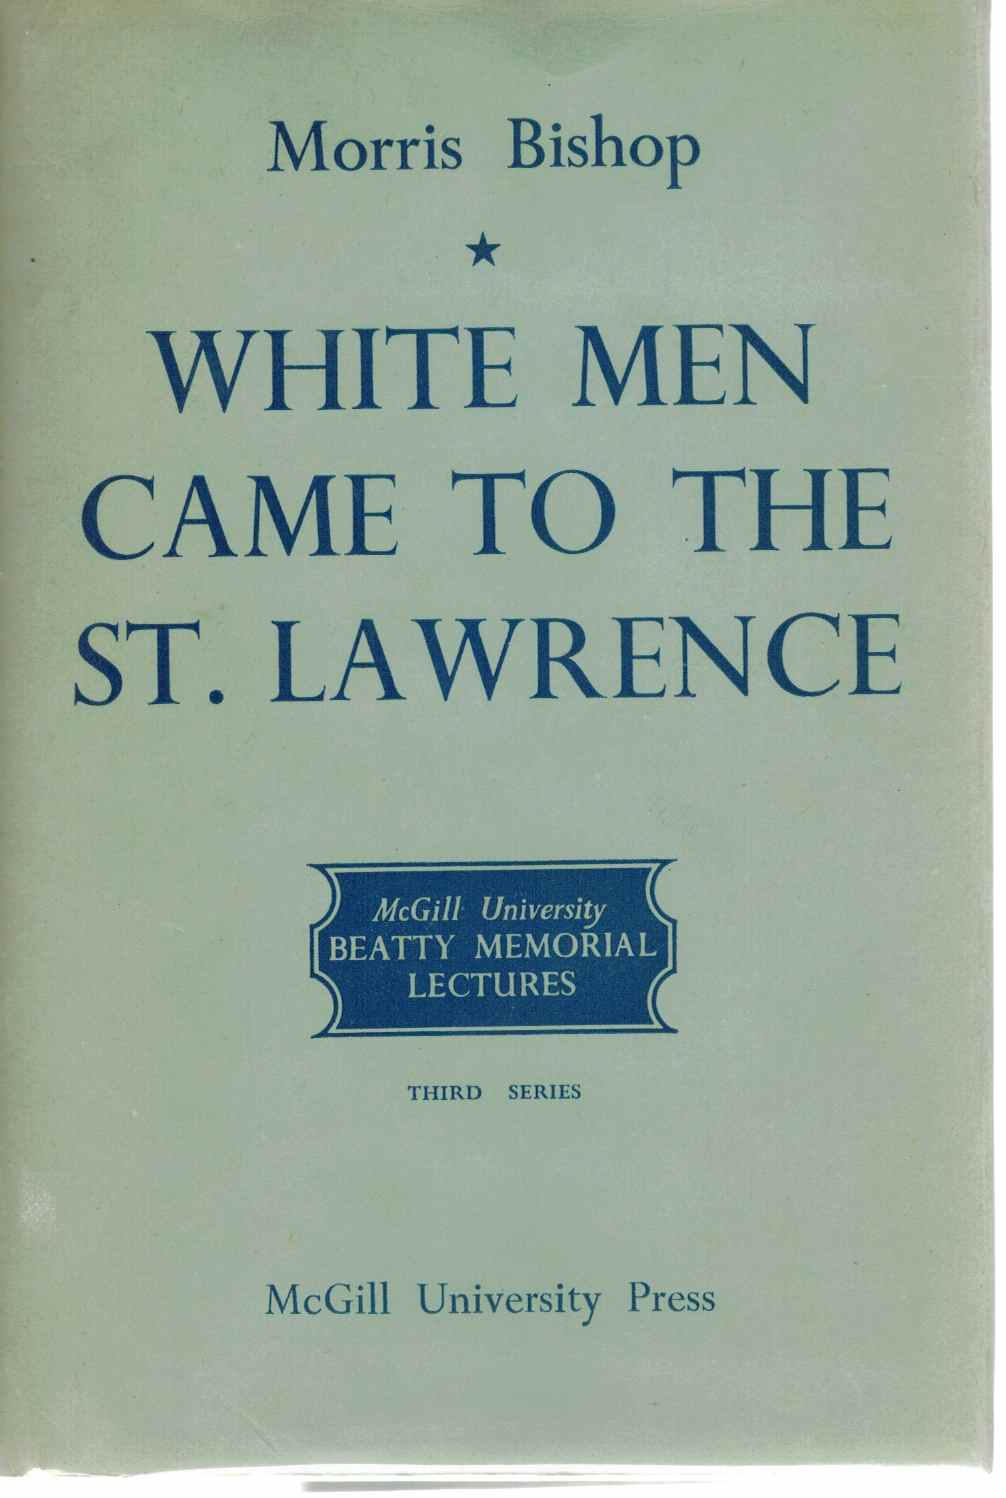 Morris Bishop
WHITE MEN
CAME TO THE
ST. LAWRENCE
McGill University
BEATTY MEMORIAL
LECTURES
THIRD SERIES
McGill University Press